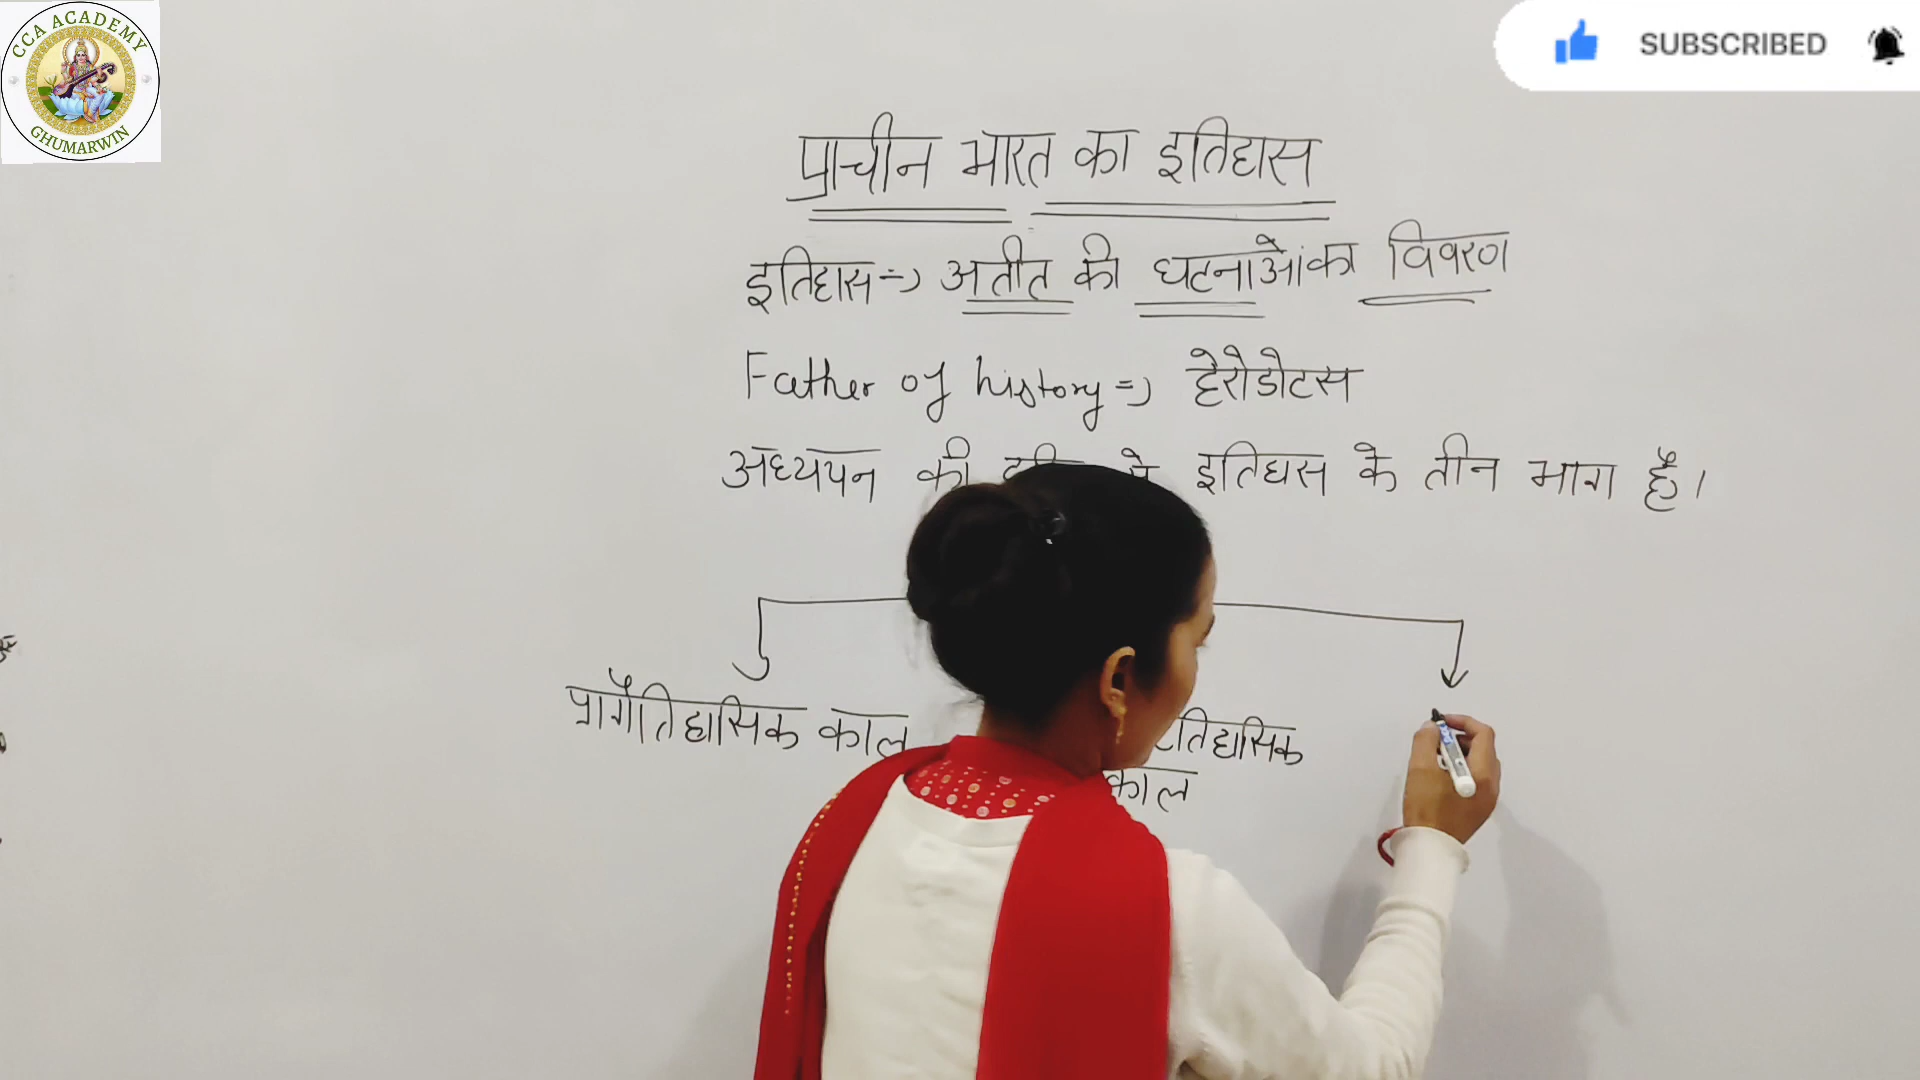 CCA ACADEMY
GHUMARWIN
SUBSCRIBED
प्राचीन भारत का इतिहास
इतिहास => अतीत की घटनाओं का विवरण
Father of history => हेरोडोटस
अध्ययन की इतिहास के तीन भाग है।
प्रागैतिहासिक काल
काल